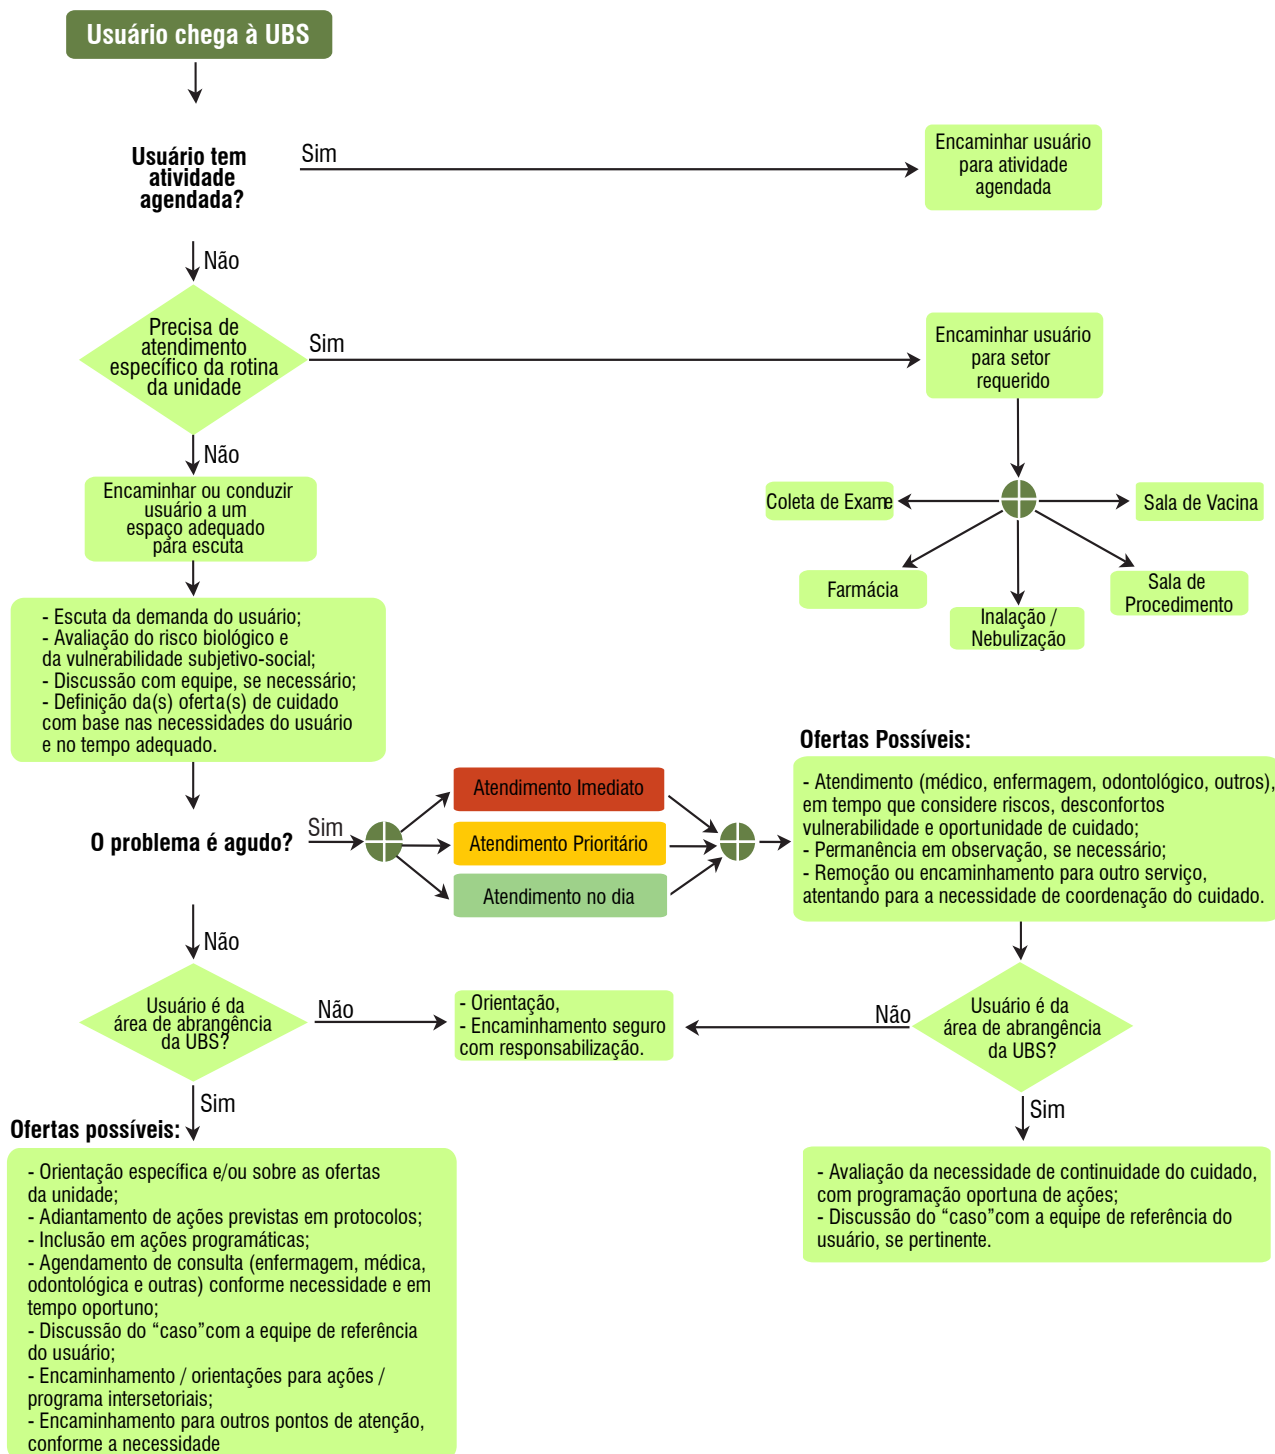 Usuário chega à UBS
Usuário tem
atividade
agendada?
Sim
Encaminhar usuário
para atividade
agendada
Não
Precisa de
atendimento
específico da rotina
da unidade
Sim
Encaminhar usuário
para setor
requerido
Não
Encaminhar ou conduzir
usuário a um
espaço adequado
para escuta
Coleta de Exame
Sala de Vacina
Farmácia
Sala de
Procedimento
Inalação /
Nebulização
- Escuta da demanda do usuário;
- Avaliação do risco biológico e
da vulnerabilidade subjetivo-social;
- Discussão com equipe, se necessário;
- Definição da(s) oferta(s) de cuidado
com base nas necessidades do usuário
e no tempo adequado.
O problema é agudo?
Sim
Atendimento Imediato
Atendimento Prioritário
Atendimento no dia
Ofertas Possíveis:
- Atendimento (médico, enfermagem, odontológico, outros),
em tempo que considere riscos, desconfortos
vulnerabilidade e oportunidade de cuidado;
- Permanência em observação, se necessário;
- Remoção ou encaminhamento para outro serviço,
atentando para a necessidade de coordenação do cuidado.
Não
Usuário é da
área de abrangência
da UBS?
Não
- Orientação,
- Encaminhamento seguro
com responsabilização.
Não
Usuário é da
área de abrangência
da UBS?
Sim
Ofertas possíveis:
- Orientação específica e/ou sobre as ofertas
da unidade;
- Adiantamento de ações previstas em protocolos;
- Inclusão em ações programáticas;
- Agendamento de consulta (enfermagem, médica,
odontológica e outras) conforme necessidade e em
tempo oportuno;
- Discussão do “caso”com a equipe de referência
do usuário;
- Encaminhamento / orientações para ações /
programa intersetoriais;
- Encaminhamento para outros pontos de atenção,
conforme a necessidade
Sim
- Avaliação da necessidade de continuidade do cuidado,
com programação oportuna de ações;
- Discussão do “caso”com a equipe de referência do
usuário, se pertinente.